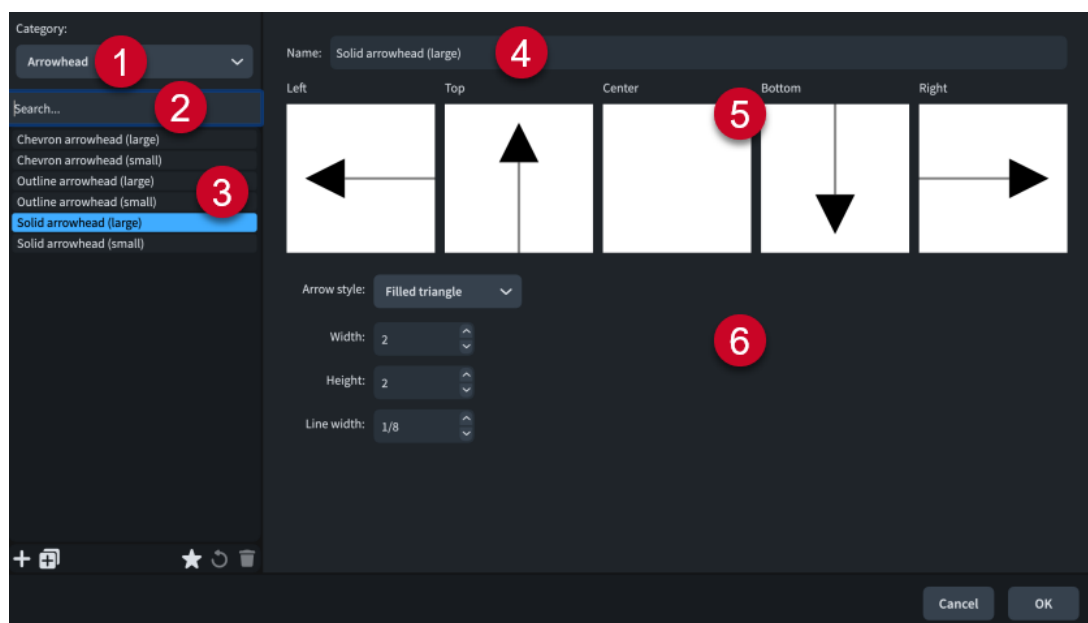 Category:
Arrowhead
1
Search...
2
Chevron arrowhead (large)
Chevron arrowhead (small)
Outline arrowhead (large)
Outline arrowhead (small)
Solid arrowhead (large)
Solid arrowhead (small)
3
Name: Solid arrowhead (large)
4
Left Top Center Bottom Right
5
Arrow style: Filled triangle
Width: 2
Height: 2
Line width: 1/8
6
Cancel OK